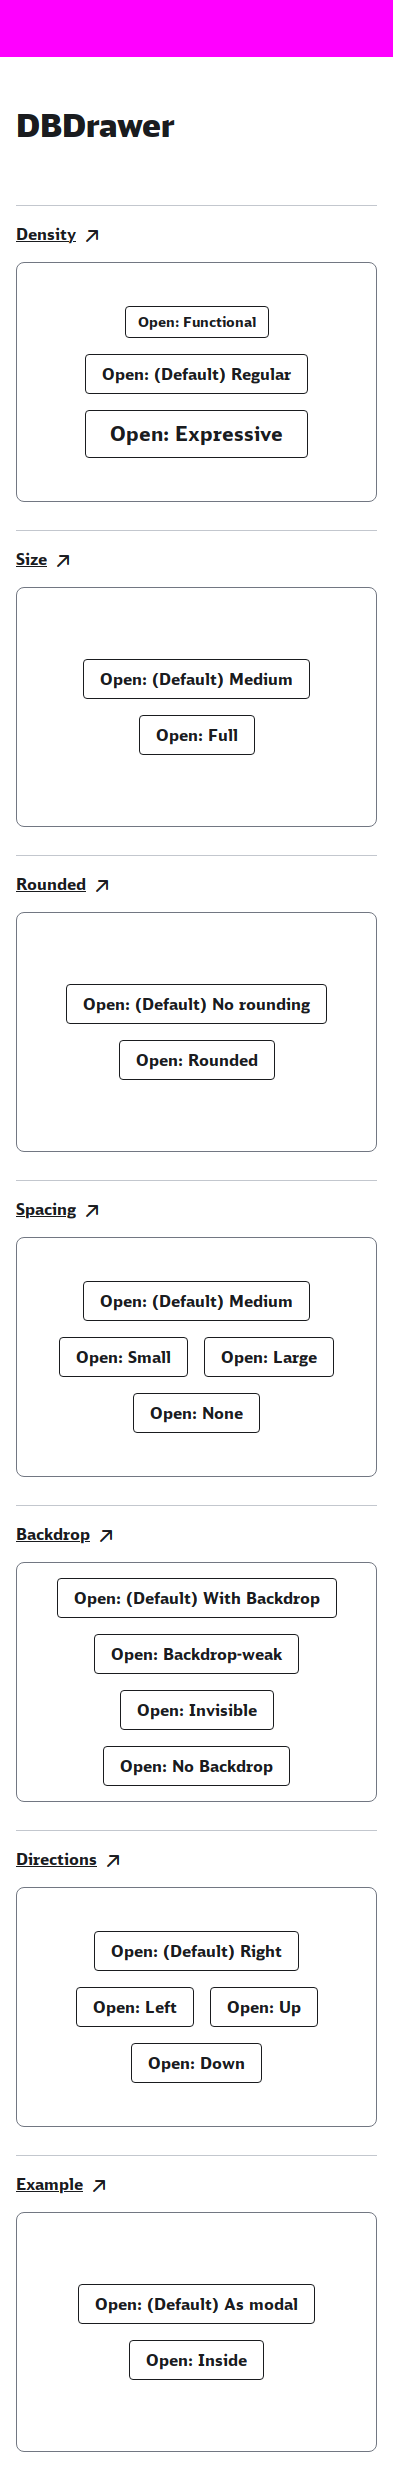 DBDrawer
Density
Open: Functional
Open: (Default) Regular
Open: Expressive
Size
Open: (Default) Medium
Open: Full
Rounded
Open: (Default) No rounding
Open: Rounded
Spacing
Open: (Default) Medium
Open: Small Open: Large
Open: None
Backdrop
Open: (Default) With Backdrop
Open: Backdrop-weak
Open: Invisible
Open: No Backdrop
Directions
Open: (Default) Right
Open: Left Open: Up
Open: Down
Example
Open: (Default) As modal
Open: Inside